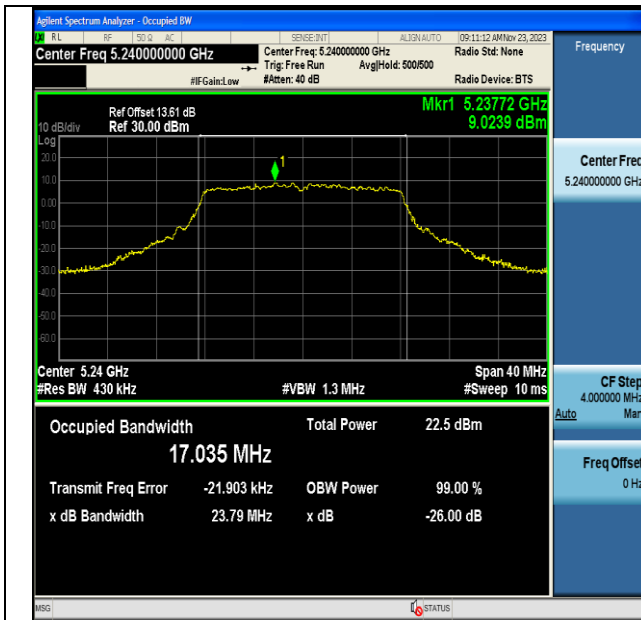 Agilent Spectrum Analyzer - Occupied BW
RL RF 50 Ω AC SENSE:INT ALIGN AUTO 09:11:12 AM Nov 23, 2023
Center Freq 5.240000000 GHz
Center Freq: 5.240000000 GHz
Radio Std: None
Trig: Free Run Avg|Hold: 500/500
#IFGain:Low #Atten: 40 dB Radio Device: BTS
Ref Offset 13.61 dB
Mkr1 5.23772 GHz
10 dB/div Ref 30.00 dBm
9.0239 dBm
Log
20.0
1
10.0
0.00
-10.0
-20.0
-30.0
-40.0
-50.0
-60.0
Center 5.24 GHz Span 40 MHz
#Res BW 430 kHz #VBW 1.3 MHz #Sweep 10 ms
Occupied Bandwidth Total Power 22.5 dBm
17.035 MHz
Transmit Freq Error -21.903 kHz OBW Power 99.00 %
x dB Bandwidth 23.79 MHz x dB -26.00 dB
MSG STATUS
Frequency
Center Freq
5.240000000 GHz
CF Step
4.000000 MHz
Auto Man
Freq Offset
0 Hz